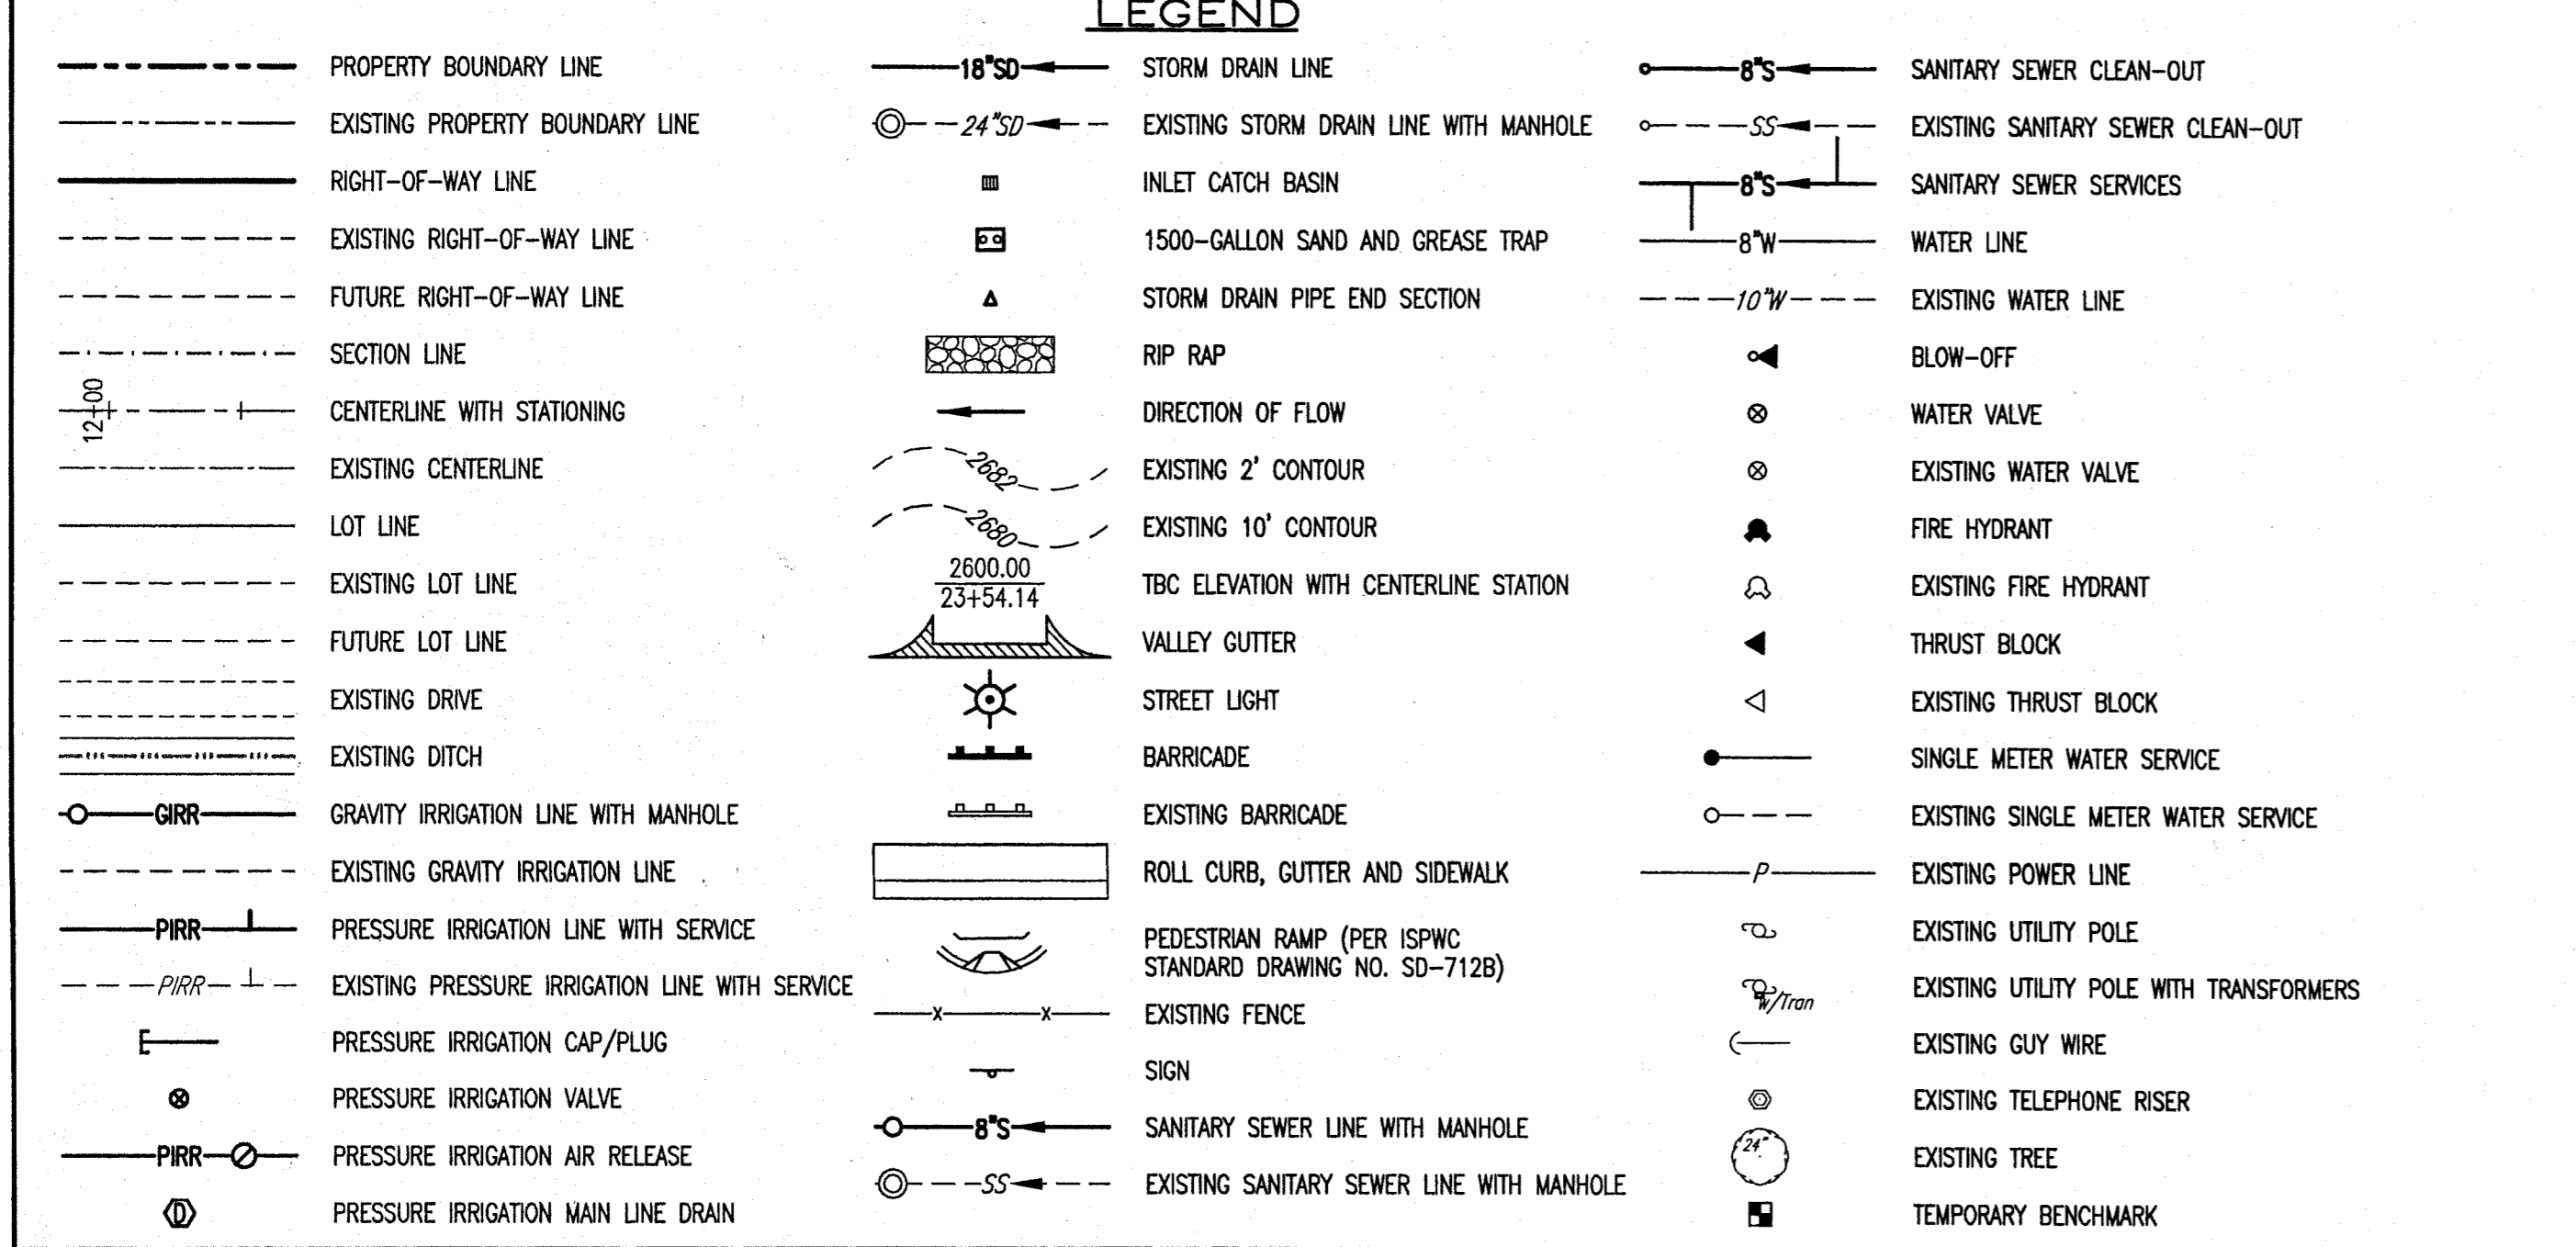 LEGEND
PROPERTY BOUNDARY LINE
EXISTING PROPERTY BOUNDARY LINE
RIGHT-OF-WAY LINE
EXISTING RIGHT-OF-WAY LINE
FUTURE RIGHT-OF-WAY LINE
SECTION LINE
12+00 CENTERLINE WITH STATIONING
EXISTING CENTERLINE
LOT LINE
EXISTING LOT LINE
FUTURE LOT LINE
EXISTING DRIVE
EXISTING DITCH
GIRR GRAVITY IRRIGATION LINE WITH MANHOLE
EXISTING GRAVITY IRRIGATION LINE
PIRR PRESSURE IRRIGATION LINE WITH SERVICE
PIRR EXISTING PRESSURE IRRIGATION LINE WITH SERVICE
PRESSURE IRRIGATION CAP/PLUG
PRESSURE IRRIGATION VALVE
PIRR PRESSURE IRRIGATION AIR RELEASE
D PRESSURE IRRIGATION MAIN LINE DRAIN
18"SD STORM DRAIN LINE
24"SD EXISTING STORM DRAIN LINE WITH MANHOLE
INLET CATCH BASIN
1500-GALLON SAND AND GREASE TRAP
STORM DRAIN PIPE END SECTION
RIP RAP
DIRECTION OF FLOW
2682 EXISTING 2' CONTOUR
2680 EXISTING 10' CONTOUR
2600.00
23+54.14 TBC ELEVATION WITH CENTERLINE STATION
VALLEY GUTTER
STREET LIGHT
BARRICADE
EXISTING BARRICADE
ROLL CURB, GUTTER AND SIDEWALK
PEDESTRIAN RAMP (PER ISPWC
STANDARD DRAWING NO. SD-712B)
X X EXISTING FENCE
SIGN
8"S SANITARY SEWER LINE WITH MANHOLE
SS EXISTING SANITARY SEWER LINE WITH MANHOLE
8"S SANITARY SEWER CLEAN-OUT
SS EXISTING SANITARY SEWER CLEAN-OUT
8"S SANITARY SEWER SERVICES
8"W WATER LINE
10"W EXISTING WATER LINE
BLOW-OFF
WATER VALVE
EXISTING WATER VALVE
FIRE HYDRANT
EXISTING FIRE HYDRANT
THRUST BLOCK
EXISTING THRUST BLOCK
SINGLE METER WATER SERVICE
EXISTING SINGLE METER WATER SERVICE
P EXISTING POWER LINE
EXISTING UTILITY POLE
W/Tran EXISTING UTILITY POLE WITH TRANSFORMERS
EXISTING GUY WIRE
EXISTING TELEPHONE RISER
24" EXISTING TREE
TEMPORARY BENCHMARK